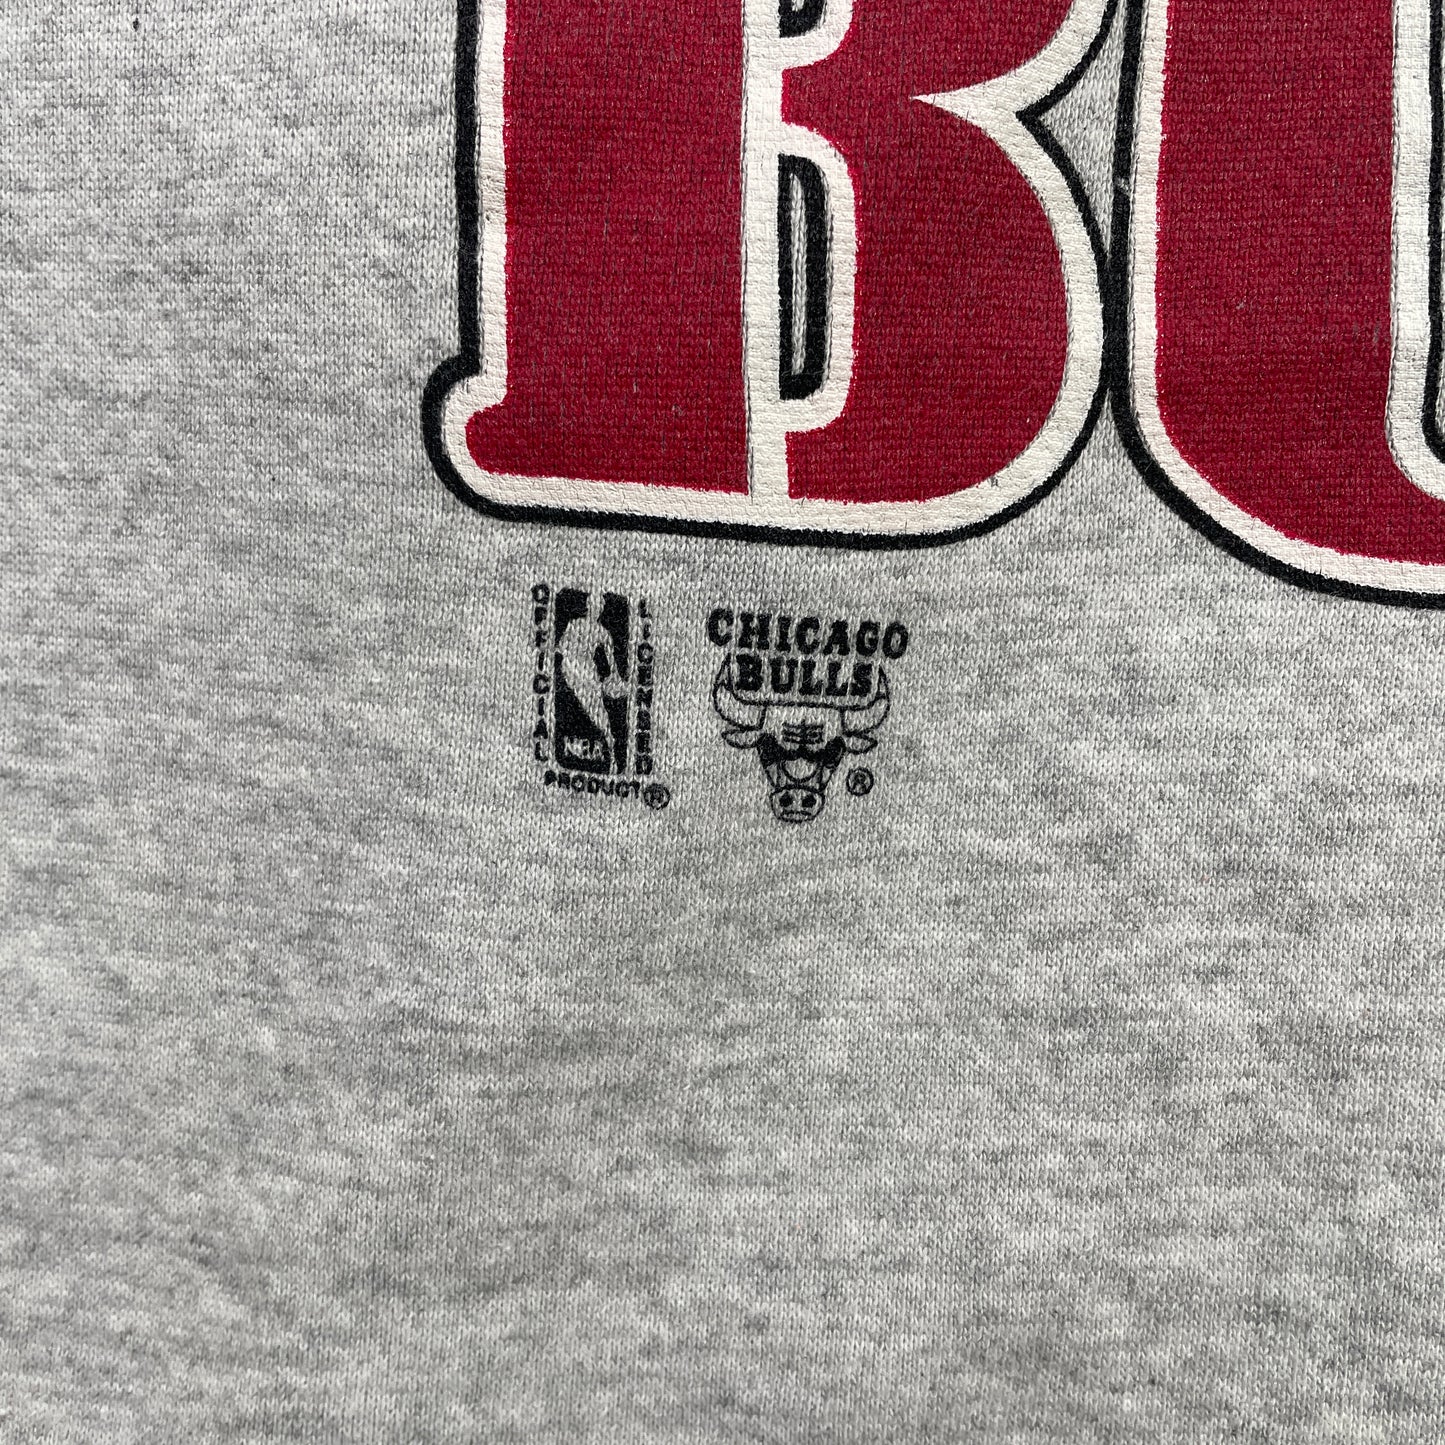 BU
OFFICIAL
LICENSED
NBA
PRODUCT®
CHICAGO
BULLS
®